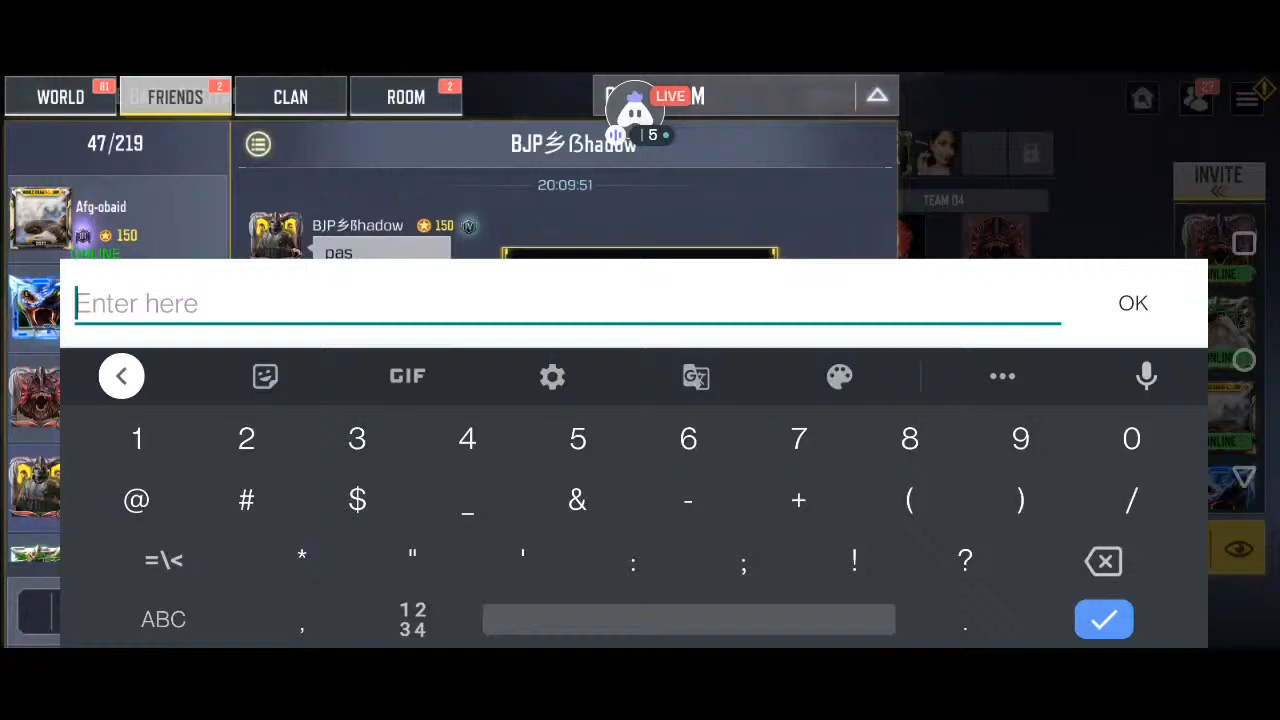 WORLD 81 FRIENDS 2 CLAN ROOM 2
LIVE M
27
47/219
BJP乡ßhadow
5
20:09:51
INVITE
TEAM 04
Afg-obaid
150
ONLINE
BJP乡ßhadow 150
pas
Enter here
OK
GIF
1 2 3 4 5 6 7 8 9 0
@ # $ _ & - + ( ) /
=\< * " ' : ; ! ?
ABC , 12 34 .